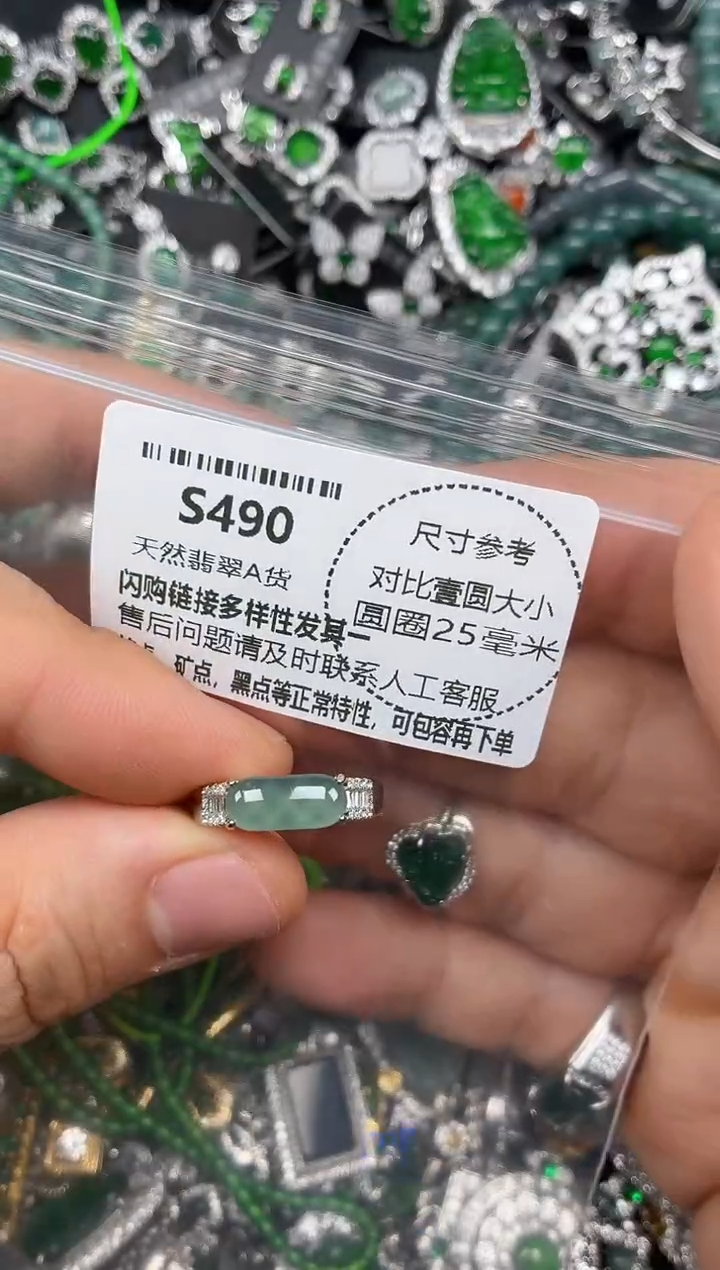 S490
天然翡翠A货
闪购链接多样性发其一
售后问题请及时联系人工客服
矿点，黑点等正常特性，可包容再下单
尺寸参考
对比壹圆大小
圆圈25毫米